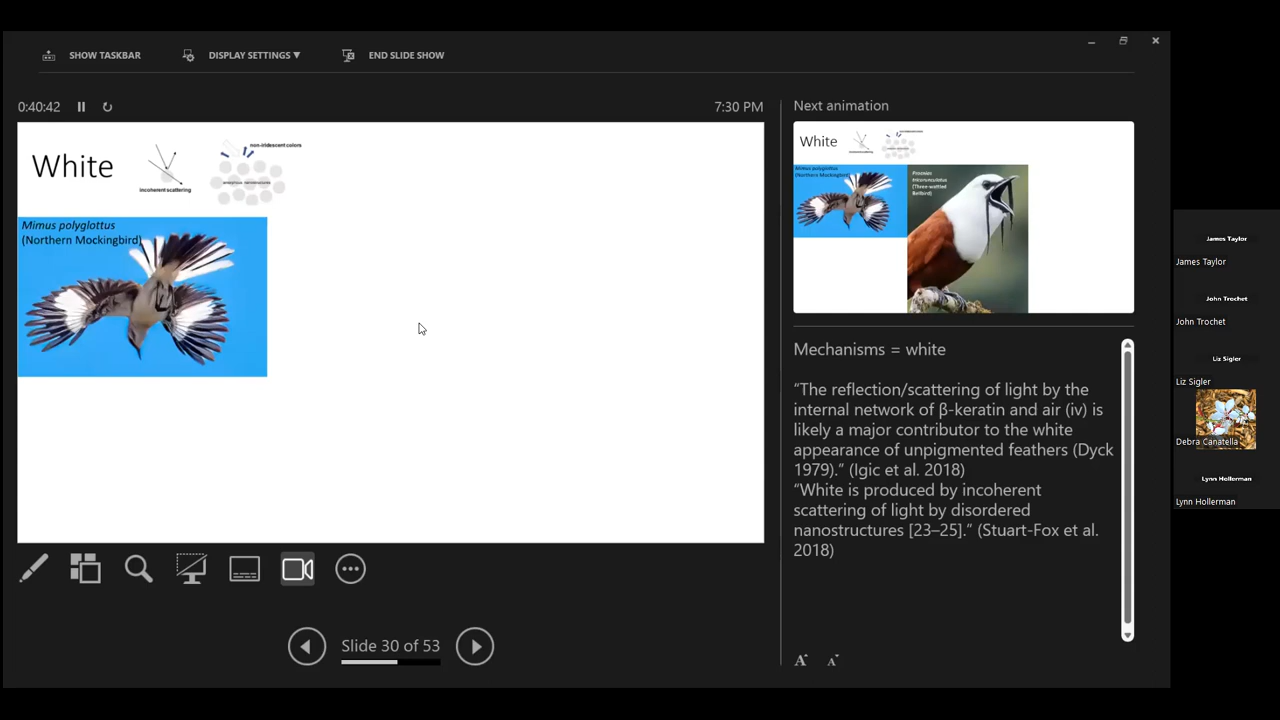 SHOW TASKBAR
DISPLAY SETTINGS ▼
END SLIDE SHOW
0:40:42
7:30 PM
White
incoherent scattering
non-iridescent colors
Mimus polyglottus
(Northern Mockingbird)
Next animation
White
Mimus polyglottus
(Northern Mockingbird)
(Three-wattled
Bellbird)
Mechanisms = white
“The reflection/scattering of light by the
internal network of β-keratin and air (iv) is
likely a major contributor to the white
appearance of unpigmented feathers (Dyck
1979).” (Igic et al. 2018)
“White is produced by incoherent
scattering of light by disordered
nanostructures [23–25].” (Stuart-Fox et al.
2018)
Slide 30 of 53
A
A
James Taylor
James Taylor
John Trochet
John Trochet
Liz Sigler
Liz Sigler
Debra Canatella
Lynn Hollerman
Lynn Hollerman